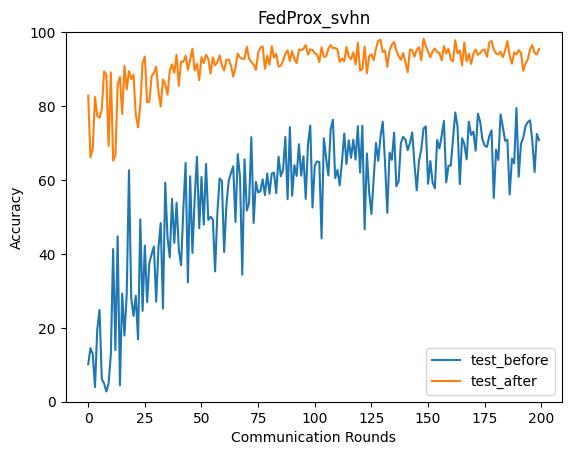 FedProx_svhn
Accuracy
100
80
60
40
20
0
0 25 50 75 100 125 150 175 200
Communication Rounds
test_before
test_after